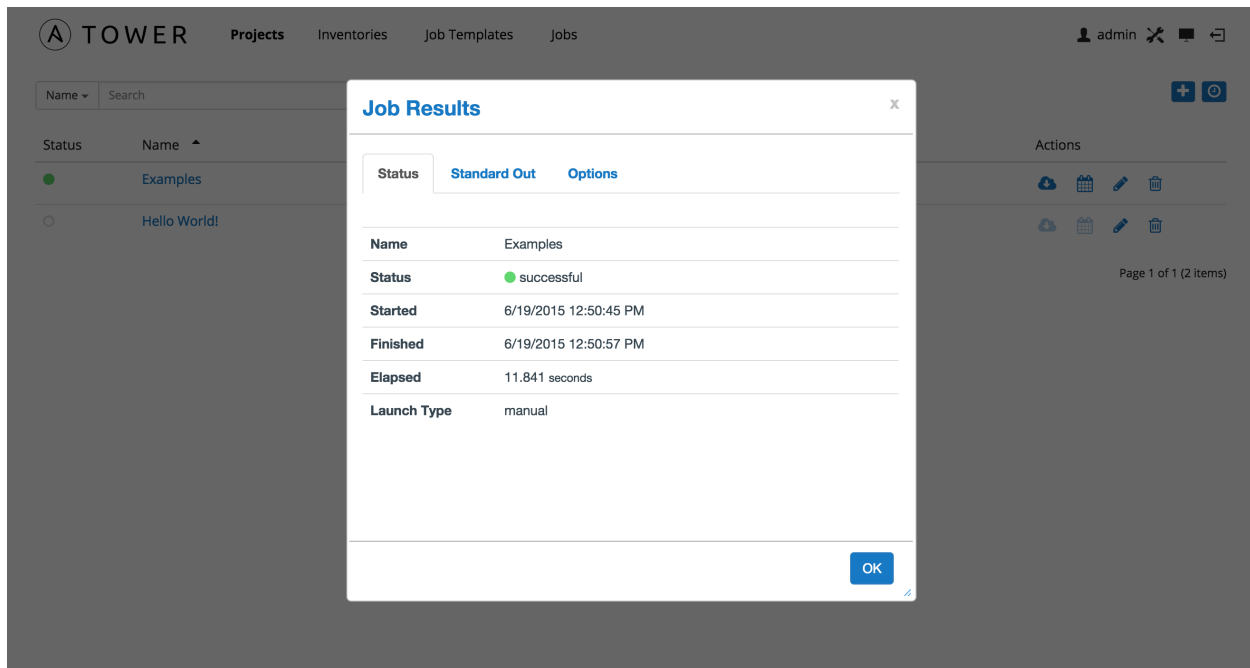 TOWER Projects Inventories Job Templates Jobs admin
Name Search
Status Name Actions
Examples
Hello World!
Page 1 of 1 (2 items)
Job Results x
Status Standard Out Options
Name Examples
Status successful
Started 6/19/2015 12:50:45 PM
Finished 6/19/2015 12:50:57 PM
Elapsed 11.841 seconds
Launch Type manual
OK